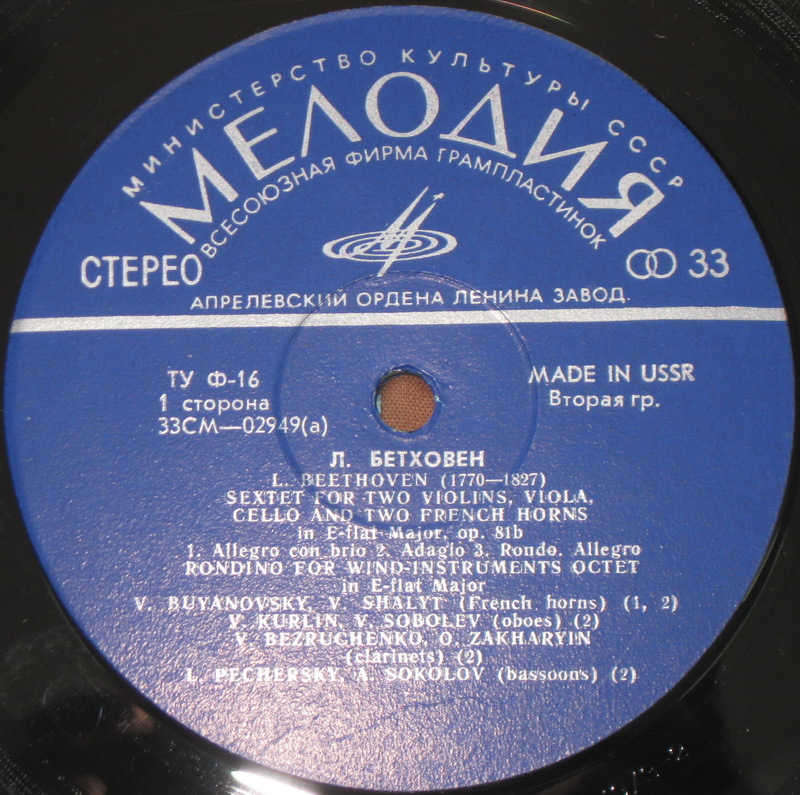 МИНИСТЕРСТВО КУЛЬТУРЫ СССР
МЕЛОДИЯ
ВСЕСОЮЗНАЯ ФИРМА ГРАМПЛАСТИНОК
СТЕРЕО
33
АПРЕЛЕВСКИЙ ОРДЕНА ЛЕНИНА ЗАВОД.
ТУ Ф-16
1 сторона
33СМ—02949(а)
MADE IN USSR
Вторая гр.
Л. БЕТХОВЕН
L. BEETHOVEN (1770—1827)
SEXTET FOR TWO VIOLINS, VIOLA,
CELLO AND TWO FRENCH HORNS
in E-flat Major, op. 81b
1. Allegro con brio 2. Adagio 3. Rondo. Allegro
RONDINO FOR WIND-INSTRUMENTS OCTET
in E-flat Major
V. BUYANOVSKY, V. SHALYT (French horns) (1, 2)
V. KURLIN, V. SOBOLEV (oboes) (2)
V. BEZRUCHENKO, O. ZAKHARYIN
(clarinets) (2)
L. PECHERSKY, A. SOKOLOV (bassoons) (2)